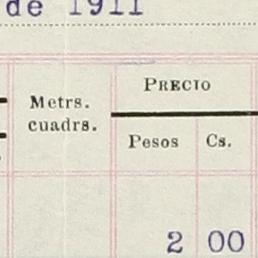 de 1911
PRECIO
Metrs.
cuadrs.
Pesos Cs.
2 00